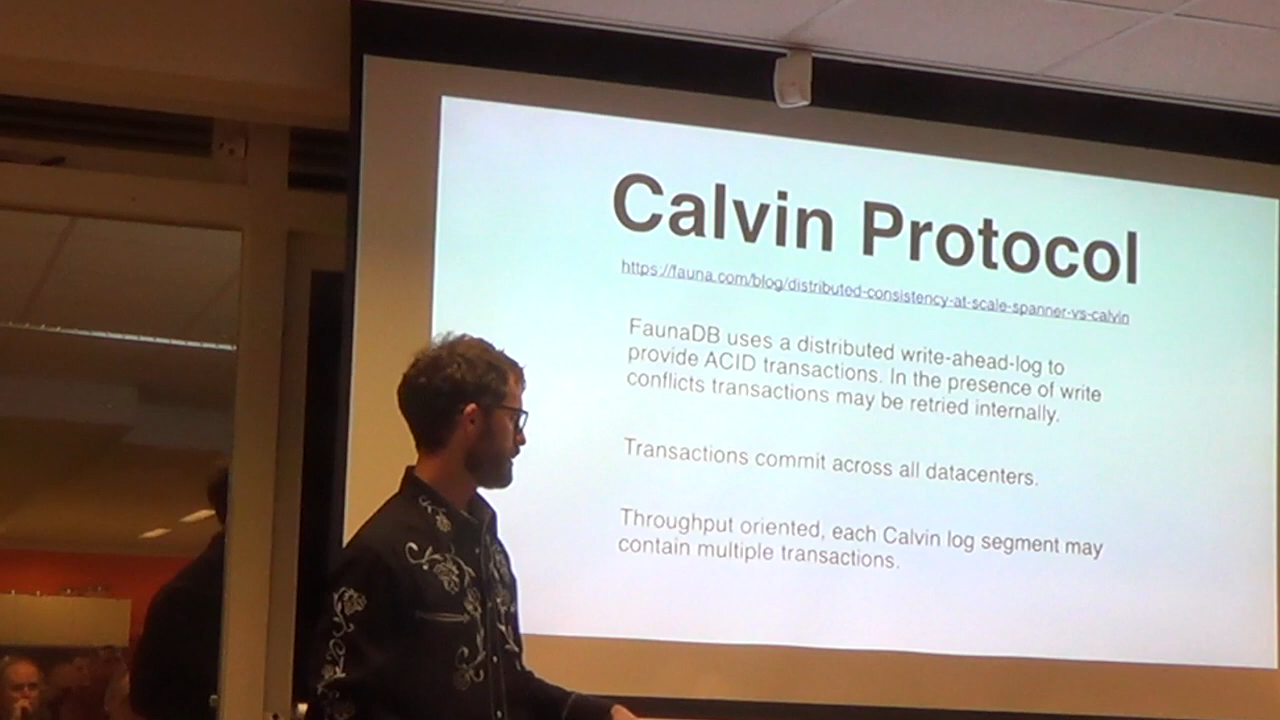 Calvin Protocol
https://fauna.com/blog/distributed-consistency-at-scale-spanner-vs-calvin
FaunaDB uses a distributed write-ahead-log to
provide ACID transactions. In the presence of write
conflicts transactions may be retried internally.
Transactions commit across all datacenters.
Throughput oriented, each Calvin log segment may
contain multiple transactions.